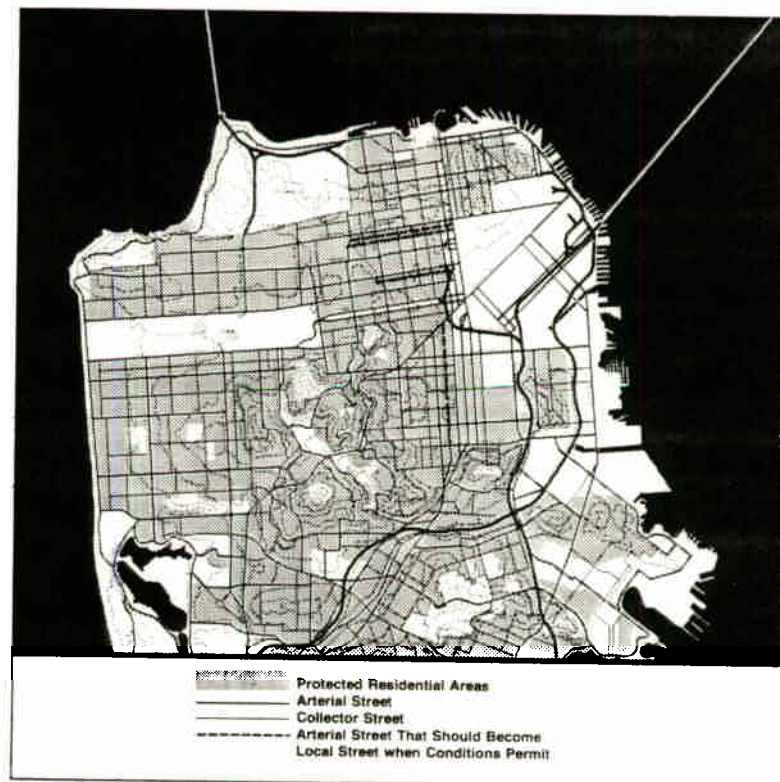 Protected Residential Areas
Arterial Street
Collector Street
Arterial Street That Should Become
Local Street when Conditions Permit